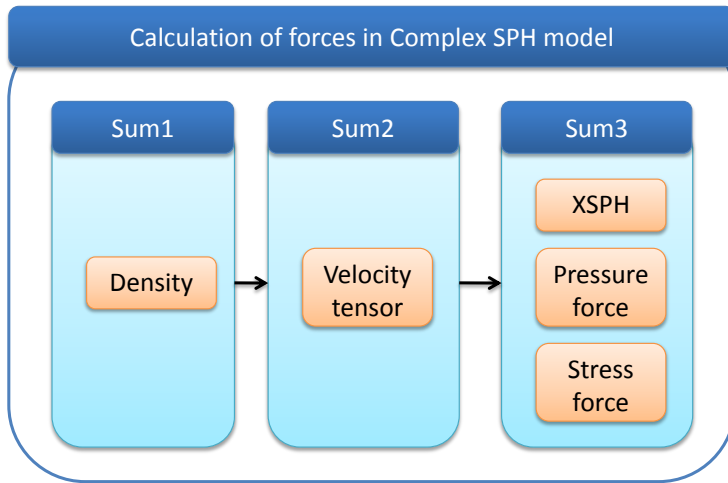 Calculation of forces in Complex SPH model
Sum1
Density
Sum2
Velocity
tensor
Sum3
XSPH
Pressure
force
Stress
force